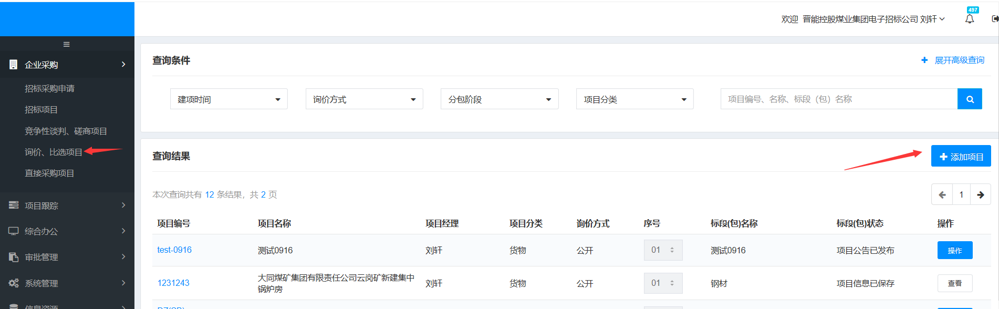 497
欢迎 晋能控股煤业集团电子招标公司 刘轩
企业采购
招标采购申请
招标项目
竞争性谈判、磋商项目
询价、比选项目
直接采购项目
项目跟踪
综合办公
审批管理
系统管理
信息资源
查询条件
展开高级查询
建项时间 询价方式 分包阶段 项目分类 项目编号、名称、标段（包）名称
查询结果
添加项目
本次查询共有 12 条结果，共 2 页
1
项目编号 项目名称 项目经理 项目分类 询价方式 序号 标段(包)名称 标段(包)状态 操作
test-0916 测试0916 刘轩 货物 公开 01 测试0916 项目公告已发布 操作
1231243 大同煤矿集团有限责任公司云岗矿新建集中 刘轩 货物 公开 01 钢材 项目信息已保存 查看
锅炉房